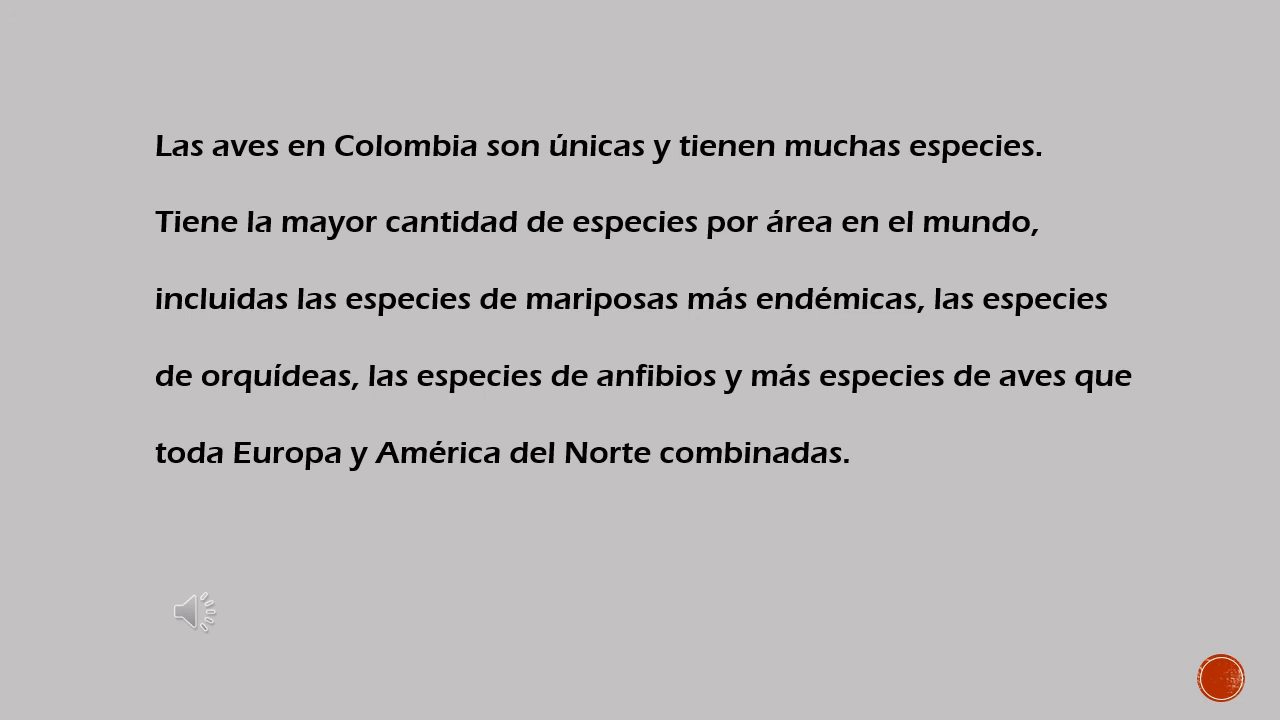 Las aves en Colombia son únicas y tienen muchas especies.
Tiene la mayor cantidad de especies por área en el mundo,
incluidas las especies de mariposas más endémicas, las especies
de orquídeas, las especies de anfibios y más especies de aves que
toda Europa y América del Norte combinadas.